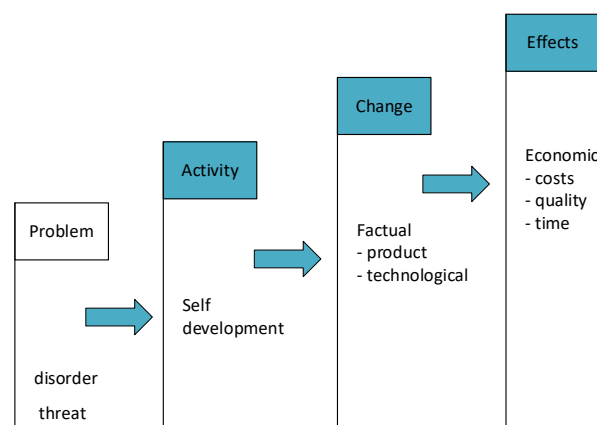 Effects
Change
Activity
Problem
Economic
- costs
- quality
- time
Factual
- product
- technological
Self
development
disorder
threat